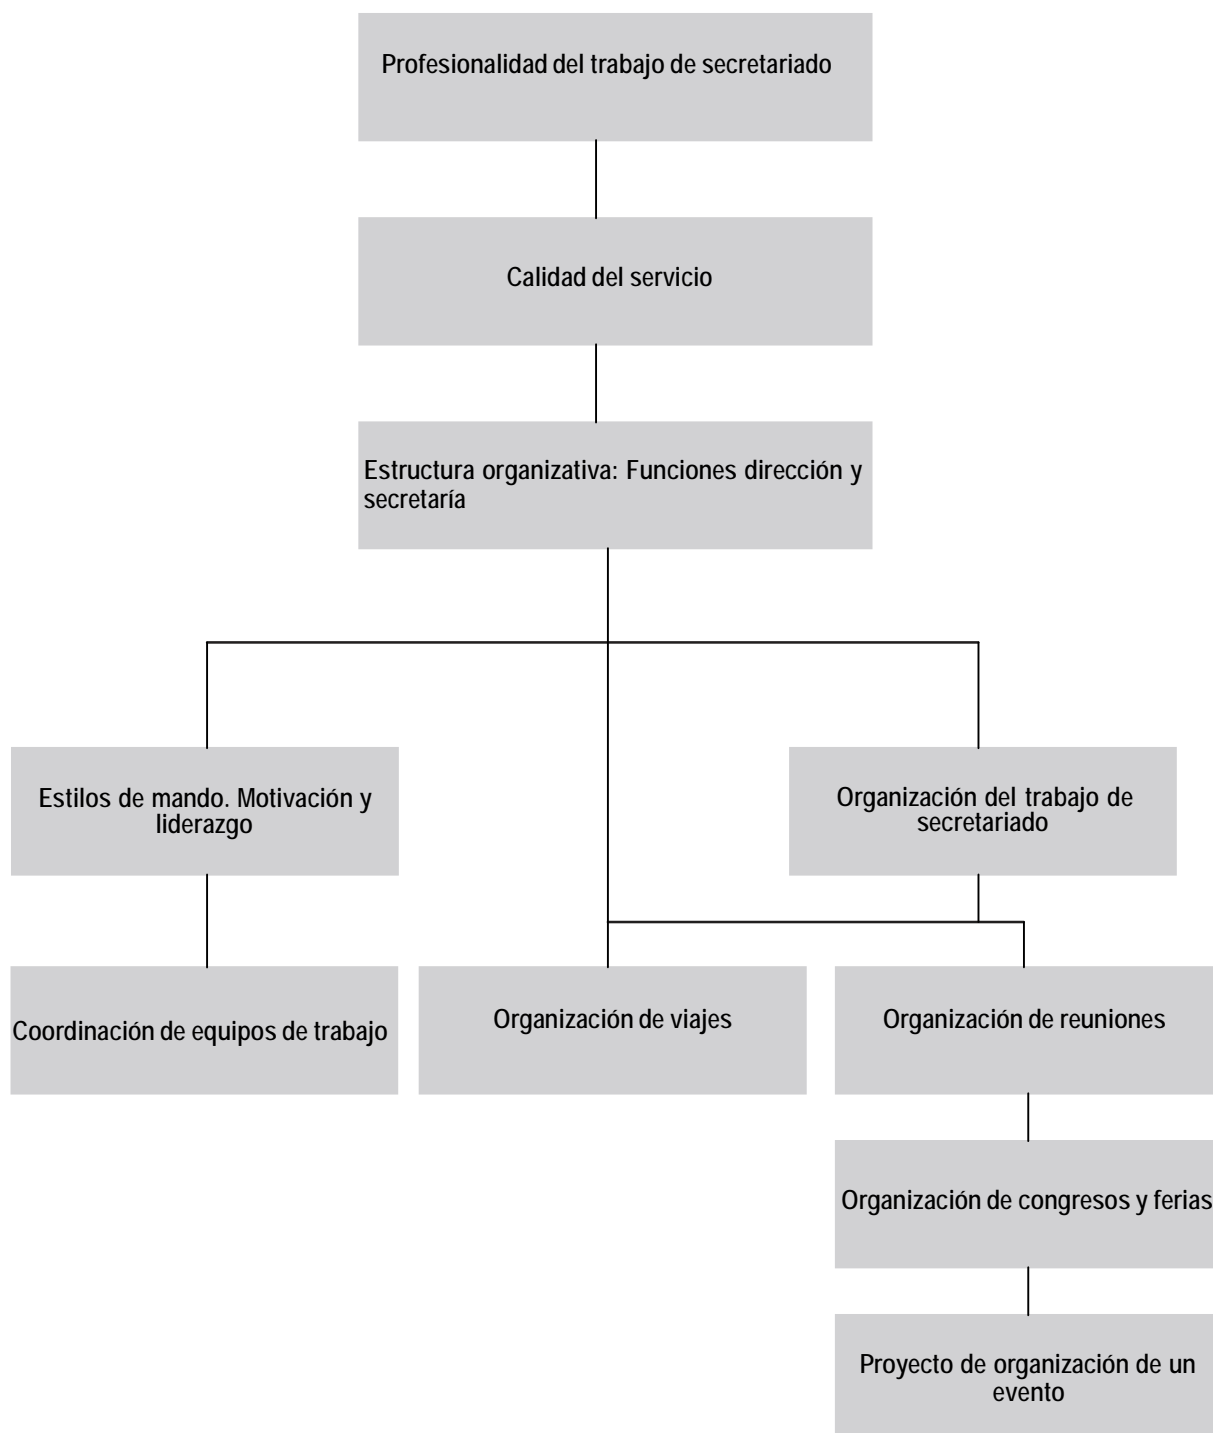 Profesionalidad del trabajo de secretariado
Calidad del servicio
Estructura organizativa: Funciones dirección y
secretaría
Estilos de mando. Motivación y
liderazgo
Organización del trabajo de
secretariado
Coordinación de equipos de trabajo
Organización de viajes
Organización de reuniones
Organización de congresos y ferias
Proyecto de organización de un
evento